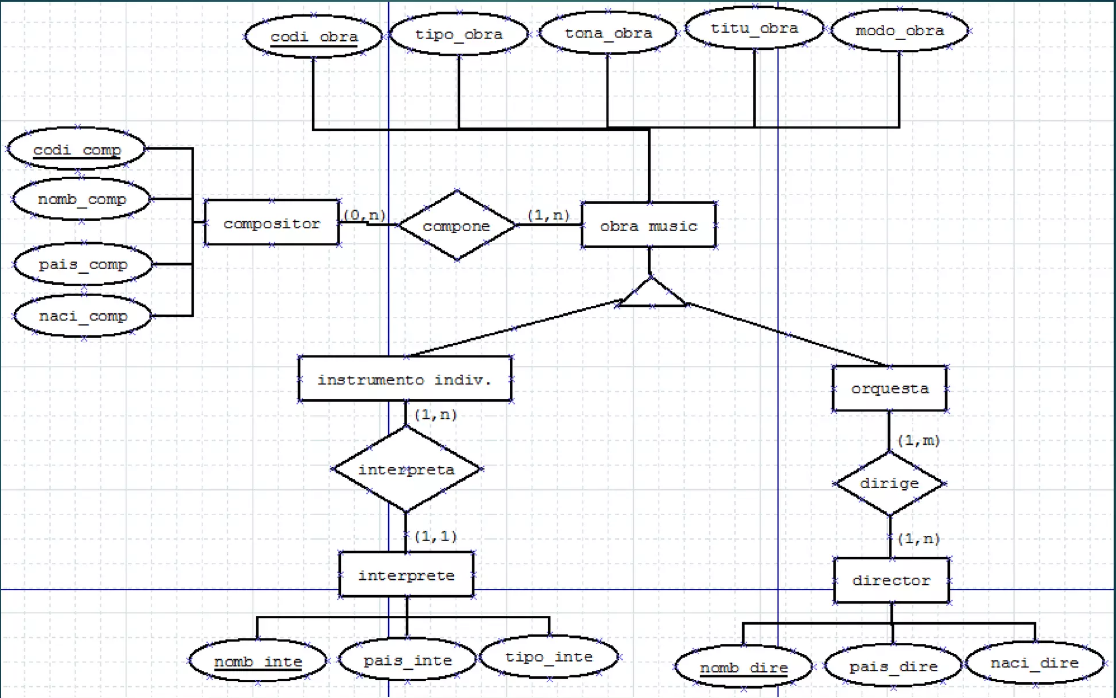 codi_obra
tipo_obra
tona_obra
titu_obra
modo_obra
codi_comp
nomb_comp
pais_comp
naci_comp
compositor
(0,n)
compone
(1,n)
obra music
instrumento indiv.
(1,n)
interpreta
(1,1)
interprete
nomb_inte
pais_inte
tipo_inte
orquesta
(1,m)
dirige
(1,n)
director
nomb_dire
pais_dire
naci_dire